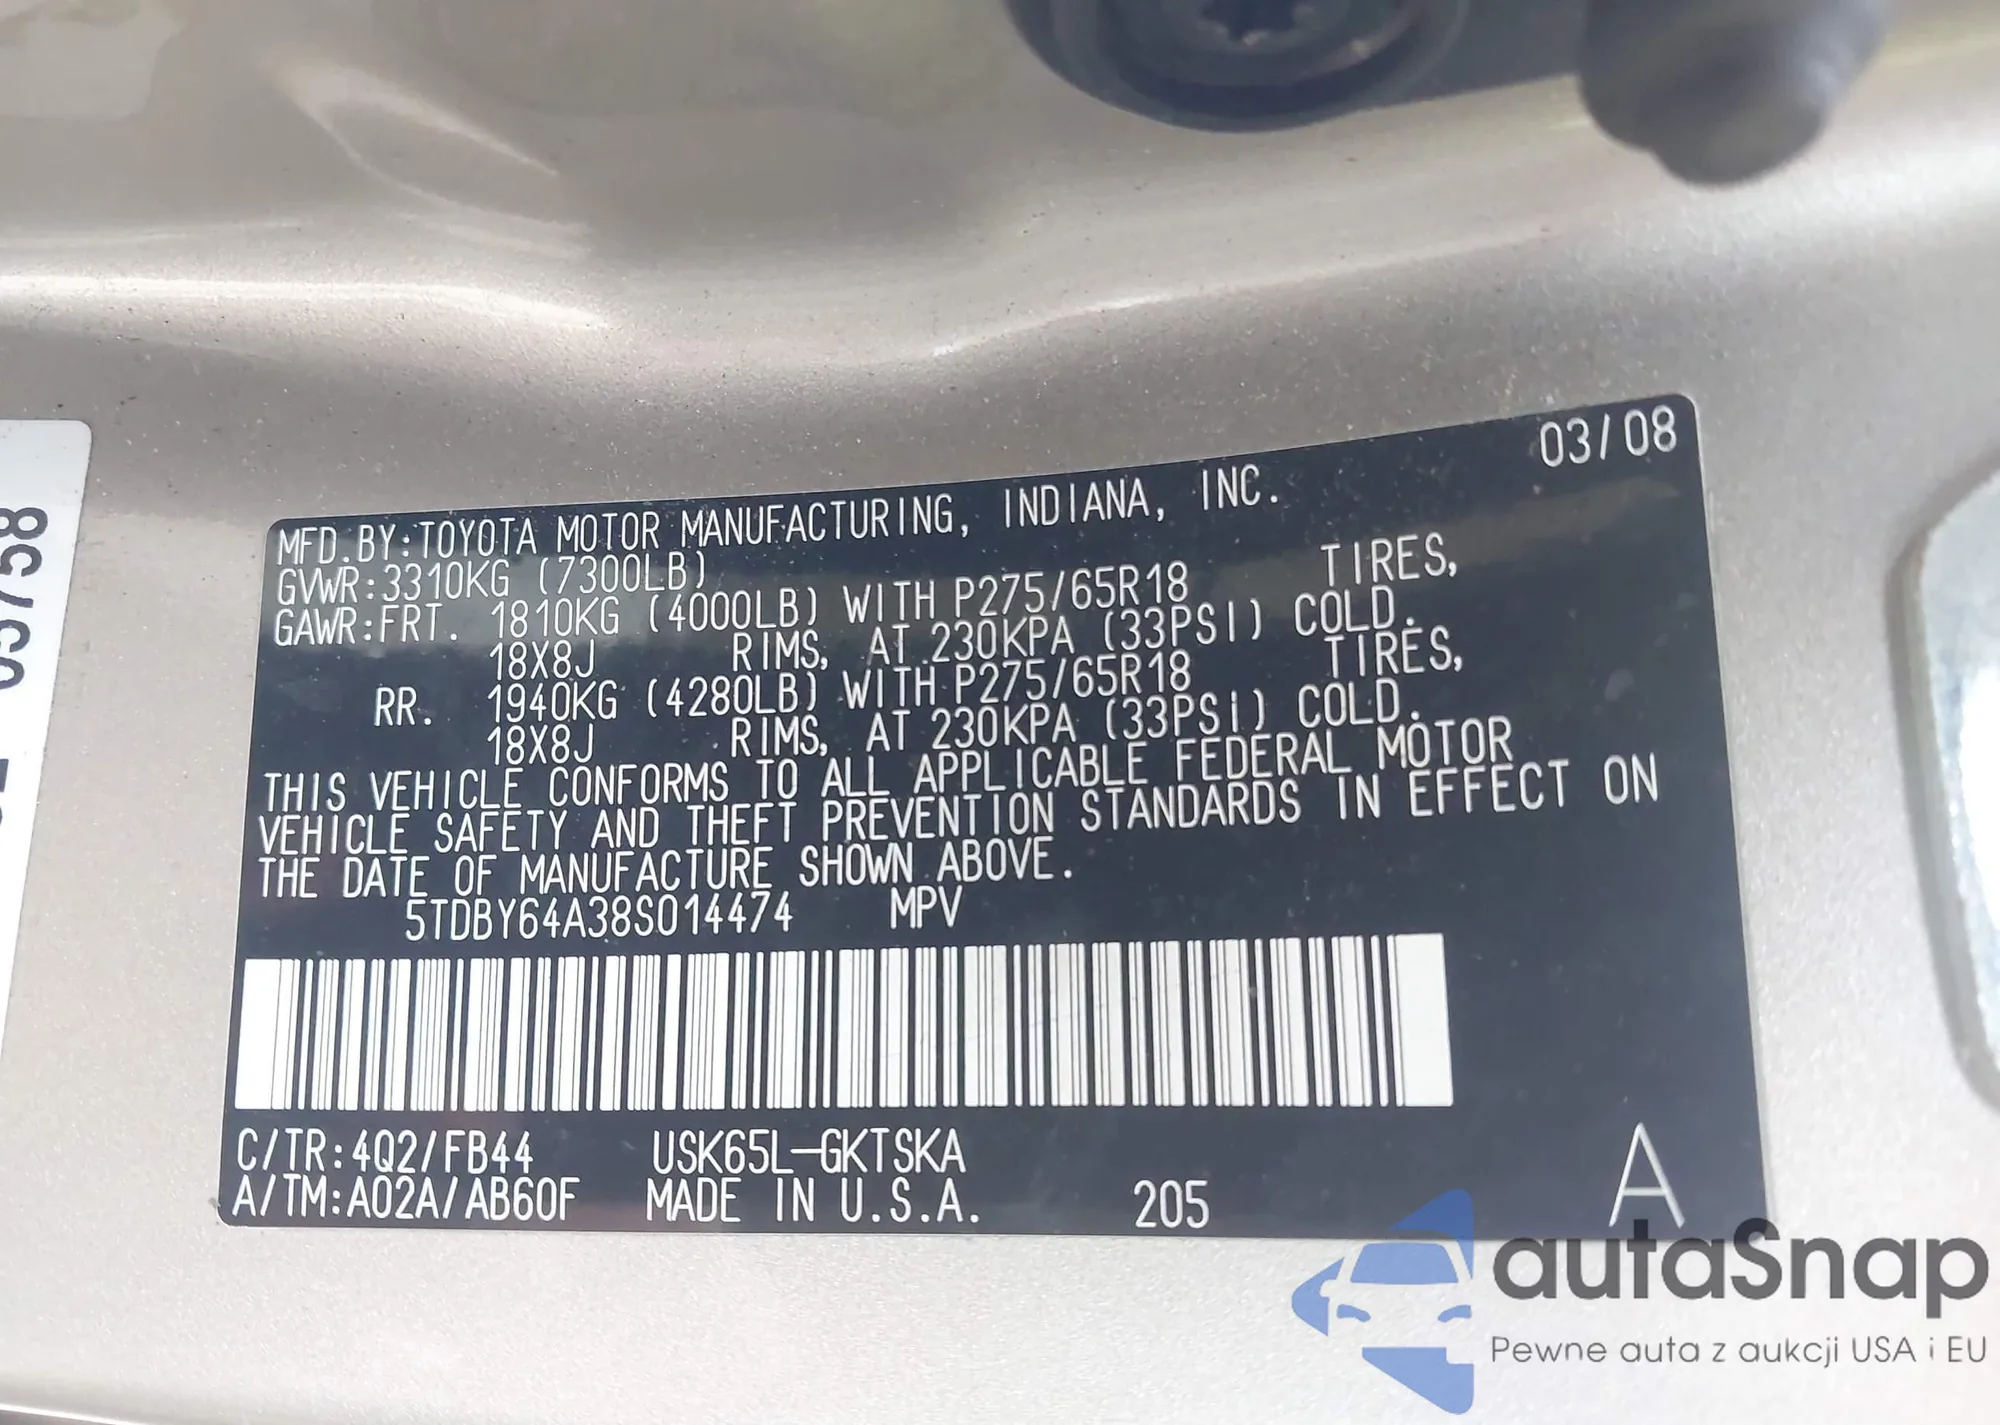 03/08
MFD.BY:TOYOTA MOTOR MANUFACTURING, INDIANA, INC.
GVWR:3310KG (7300LB)
GAWR:FRT. 1810KG (4000LB) WITH P275/65R18 TIRES,
18X8J RIMS, AT 230KPA (33PSI) COLD.
RR. 1940KG (4280LB) WITH P275/65R18 TIRES,
18X8J RIMS, AT 230KPA (33PSI) COLD.
THIS VEHICLE CONFORMS TO ALL APPLICABLE FEDERAL MOTOR
VEHICLE SAFETY AND THEFT PREVENTION STANDARDS IN EFFECT ON
THE DATE OF MANUFACTURE SHOWN ABOVE.
5TDBY64A38S014474 MPV
C/TR:4Q2/FB44 USK65L-GKTSKA
A/TM:A02A/AB60F MADE IN U.S.A. 205 A
autaSnap
Pewne auta z aukcji USA i EU